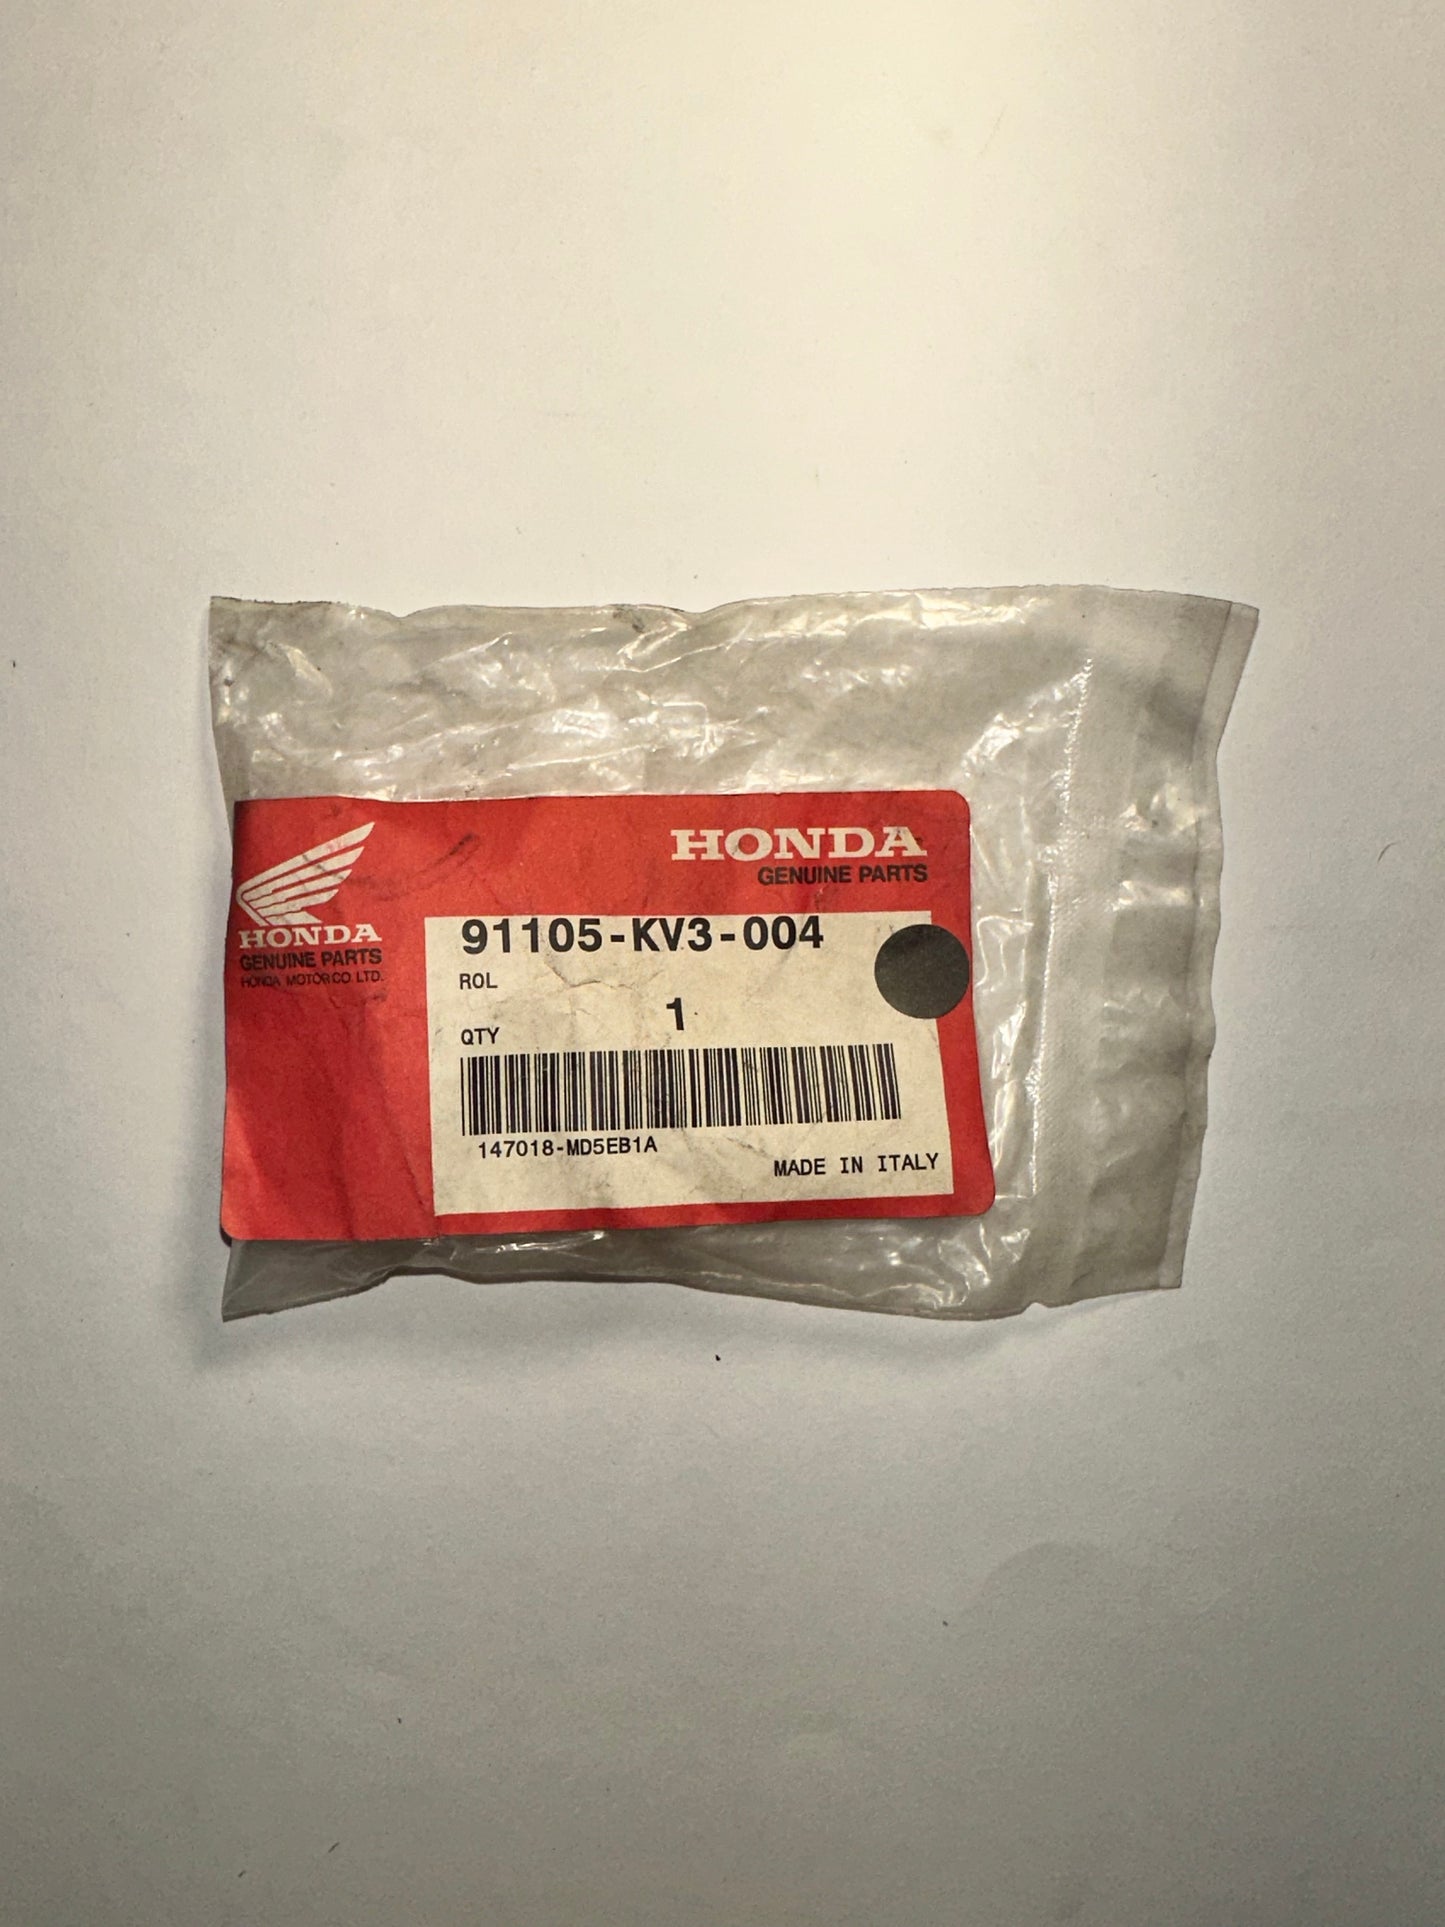 HONDA
GENUINE PARTS
HONDA
GENUINE PARTS
HONDA MOTOR CO. LTD.
91105-KV3-004
ROL
1
QTY
147018-MD5EB1A
MADE IN ITALY